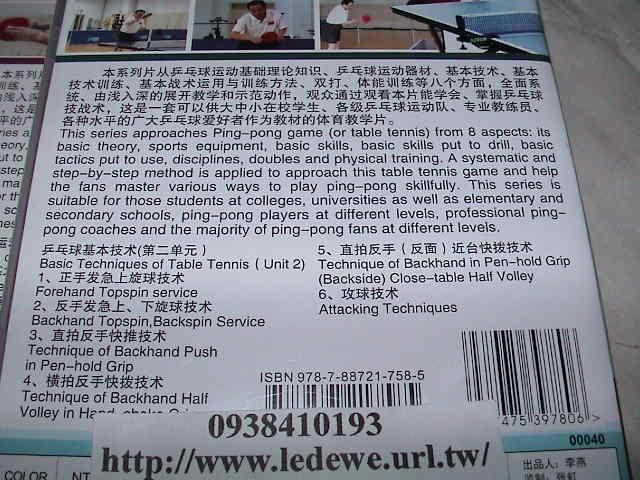 本系列片从乒乓球运动基础理论知识、乒乓球运动器材、基本技术、基本
技术训练、基本战术运用与训练方法、双打、体能训练等八个方面，全面系
统、由浅入深的展开教学和示范动作，观众通过观看本片能学会、掌握乒乓球
技战术，这是一套可以供大中小在校学生、各级乒乓球运动队、专业教练员、
各种水平的广大乒乓球爱好者作为教材的体育教学片。
This series approaches Ping-pong game (or table tennis) from 8 aspects: its
basic theory, sports equipment, basic skills, basic skills put to drill, basic
tactics put to use, disciplines, doubles and physical training. A systematic and
step-by-step method is applied to approach this table tennis game and help
the fans master various ways to play ping-pong skillfully. This series is
suitable for those students at colleges, universities as well as elementary and
secondary schools, ping-pong players at different levels, professional ping-
pong coaches and the majority of ping-pong fans at different levels.
乒乓球基本技术(第二单元)
Basic Techniques of Table Tennis (Unit 2)
1、正手发急上旋球技术
Forehand Topspin service
2、反手发急上、下旋球技术
Backhand Topspin,Backspin Service
3、直拍反手快推技术
Technique of Backhand Push
in Pen-hold Grip
4、横拍反手快拨技术
Technique of Backhand Half
Volley in Hand-shake Grip
5、直拍反手（反面）近台快拨技术
Technique of Backhand in Pen-hold Grip
(Backside) Close-table Half Volley
6、攻球技术
Attacking Techniques
ISBN 978-7-88721-758-5
475 397806 >
00040
0938410193
http://www.ledewe.url.tw/
COLOR
NT
出品人：李燕
监制：张虹